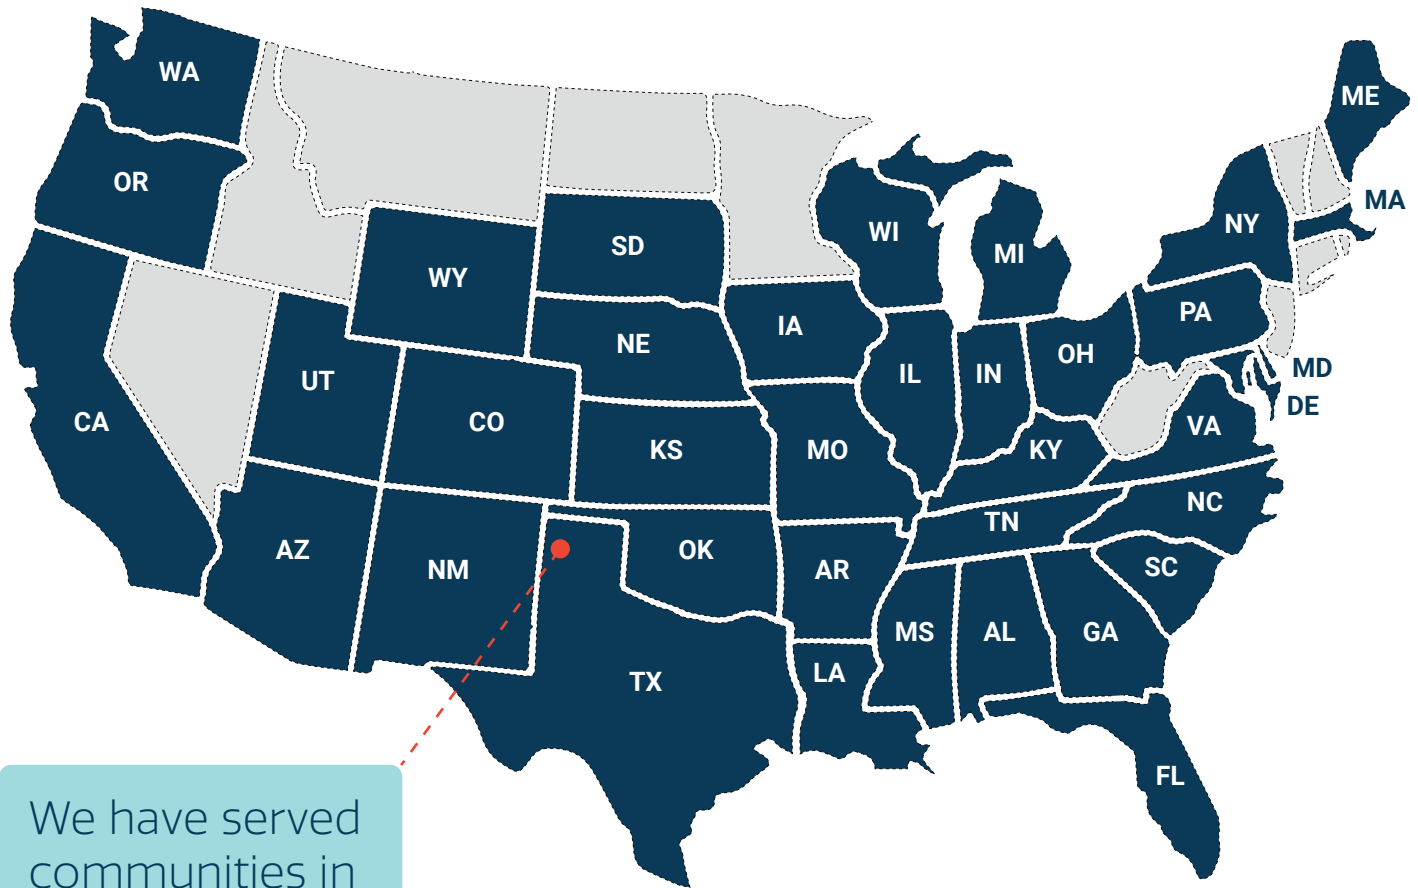 WA
ME
OR
MA
NY
WI
SD
MI
WY
PA
IA
NE
OH
MD
IL
IN
UT
DE
CO
CA
VA
KS
MO
KY
NC
TN
AZ
OK
SC
NM
AR
MS
AL
GA
LA
TX
FL
We have served
communities in